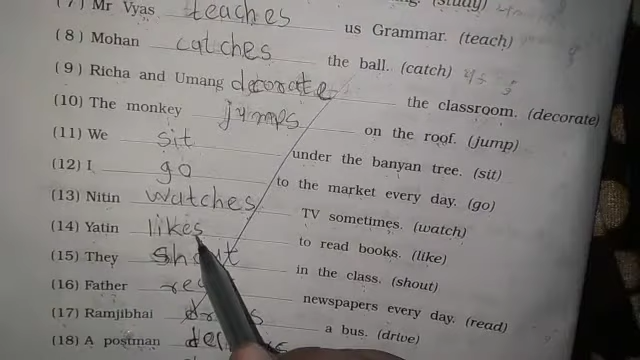 (7) Mr Vyas teaches us Grammar. (teach)
(8) Mohan catches the ball. (catch)
(9) Richa and Umang decorate the classroom. (decorate)
(10) The monkey jumps on the roof. (jump)
(11) We sit under the banyan tree. (sit)
(12) I go to the market every day. (go)
(13) Nitin watches TV sometimes. (watch)
(14) Yatin likes to read books. (like)
(15) They shout in the class. (shout)
(16) Father newspapers every day. (read)
(17) Ramjibhai a bus. (drive)
(18) A postman